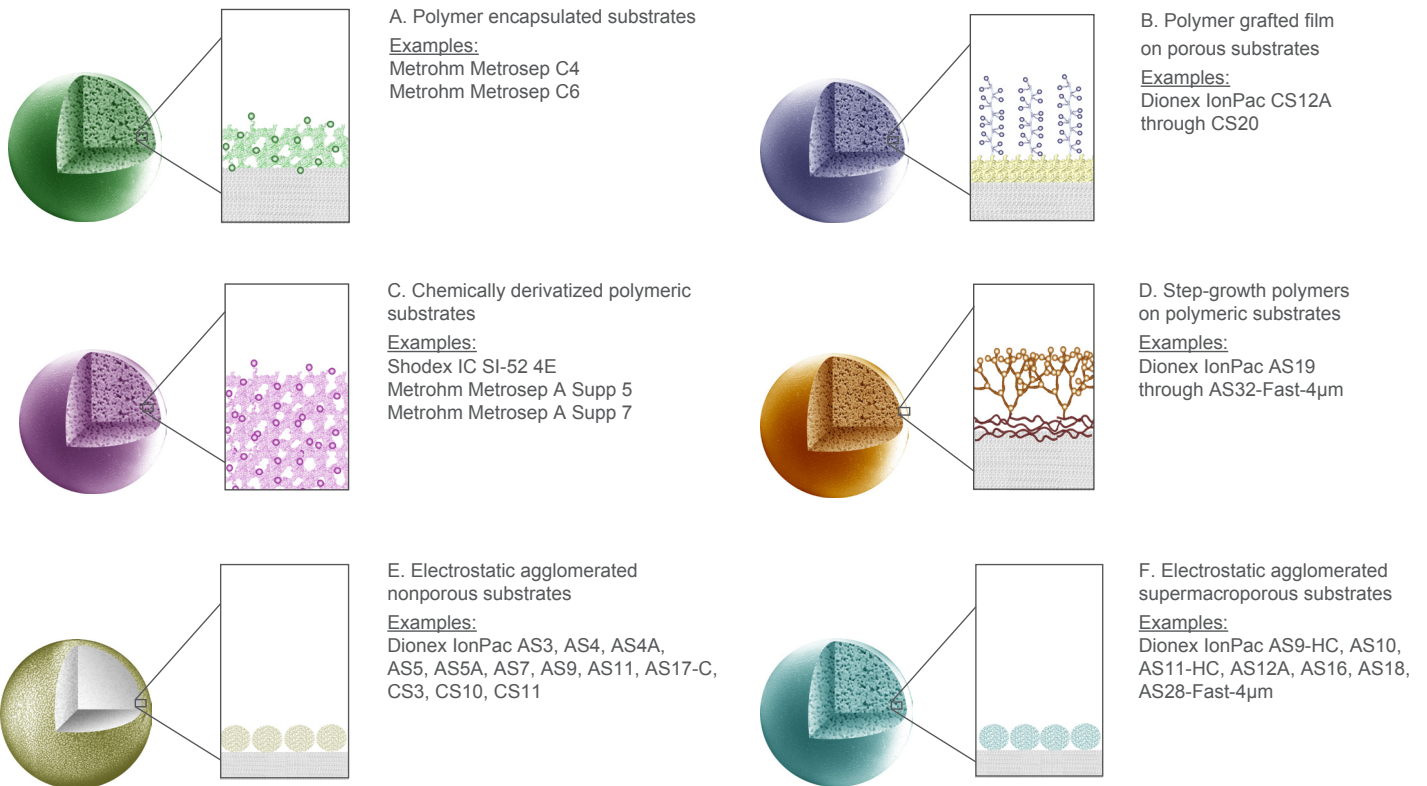 A. Polymer encapsulated substrates
Examples:
Metrohm Metrosep C4
Metrohm Metrosep C6
B. Polymer grafted film
on porous substrates
Examples:
Dionex IonPac CS12A
through CS20
C. Chemically derivatized polymeric
substrates
Examples:
Shodex IC SI-52 4E
Metrohm Metrosep A Supp 5
Metrohm Metrosep A Supp 7
D. Step-growth polymers
on polymeric substrates
Examples:
Dionex IonPac AS19
through AS32-Fast-4µm
E. Electrostatic agglomerated
nonporous substrates
Examples:
Dionex IonPac AS3, AS4, AS4A,
AS5, AS5A, AS7, AS9, AS11, AS17-C,
CS3, CS10, CS11
F. Electrostatic agglomerated
supermacroporous substrates
Examples:
Dionex IonPac AS9-HC, AS10,
AS11-HC, AS12A, AS16, AS18,
AS28-Fast-4µm